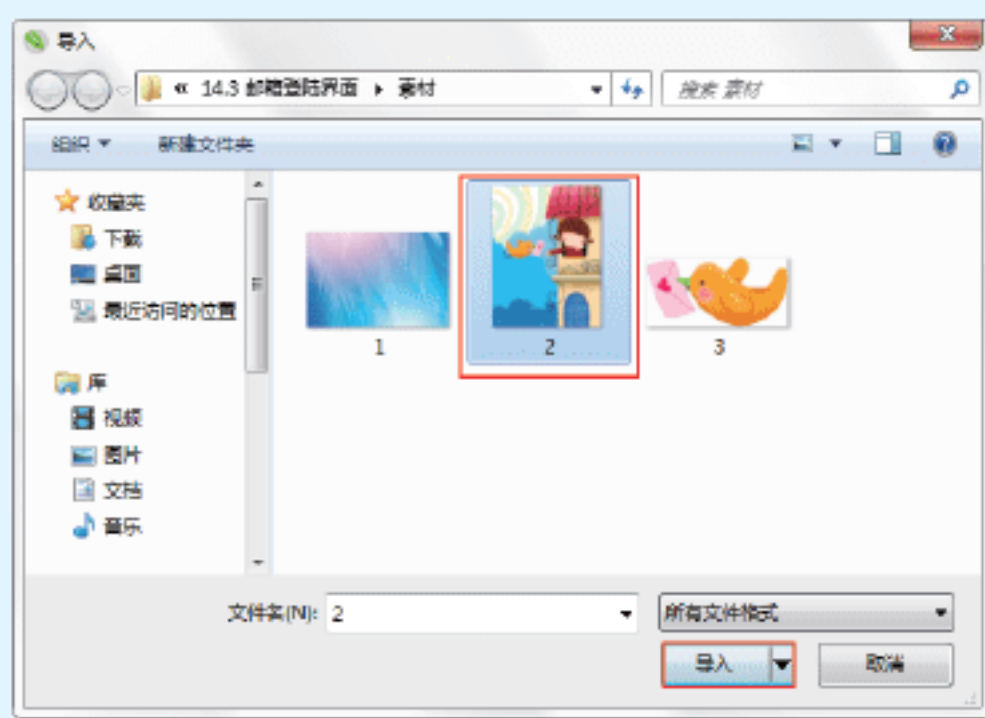 导入
« 14.3 邮箱登陆界面 ▸ 素材
搜索 素材
组织 新建文件夹
收藏夹
下载
桌面
最近访问的位置
库
视频
图片
文档
音乐
1
2
3
文件名(N): 2
所有文件格式
导入 取消